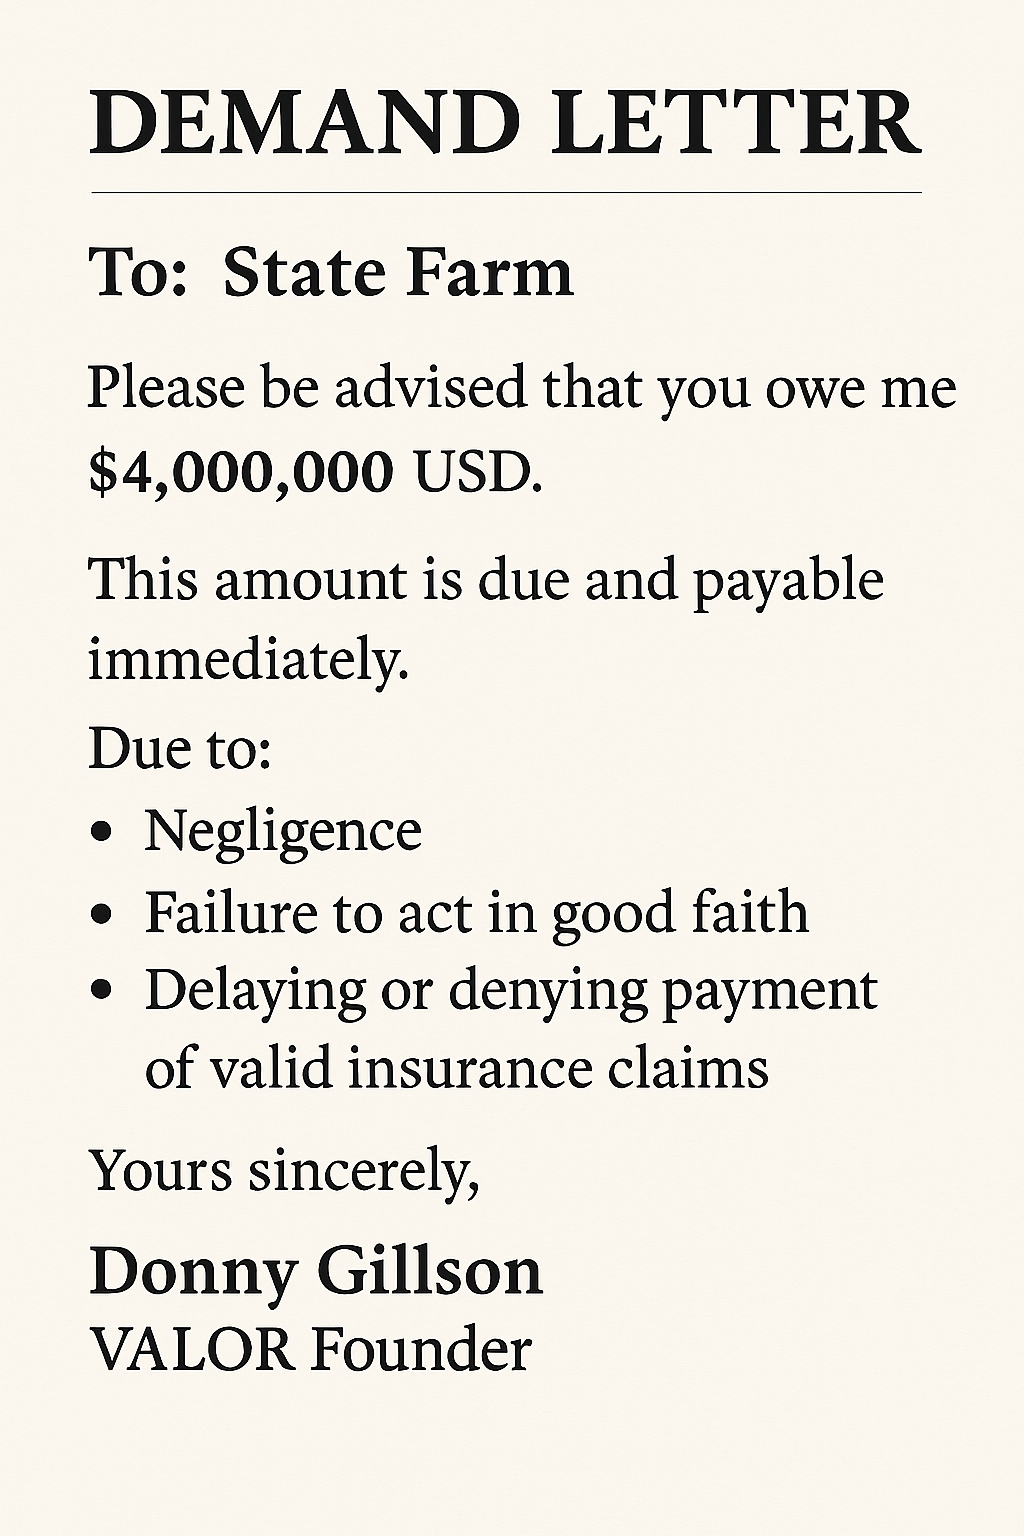 DEMAND LETTER
To: State Farm
Please be advised that you owe me
$4,000,000 USD.
This amount is due and payable
immediately.
Due to:
• Negligence
• Failure to act in good faith
• Delaying or denying payment
of valid insurance claims
Yours sincerely,
Donny Gillson
VALOR Founder